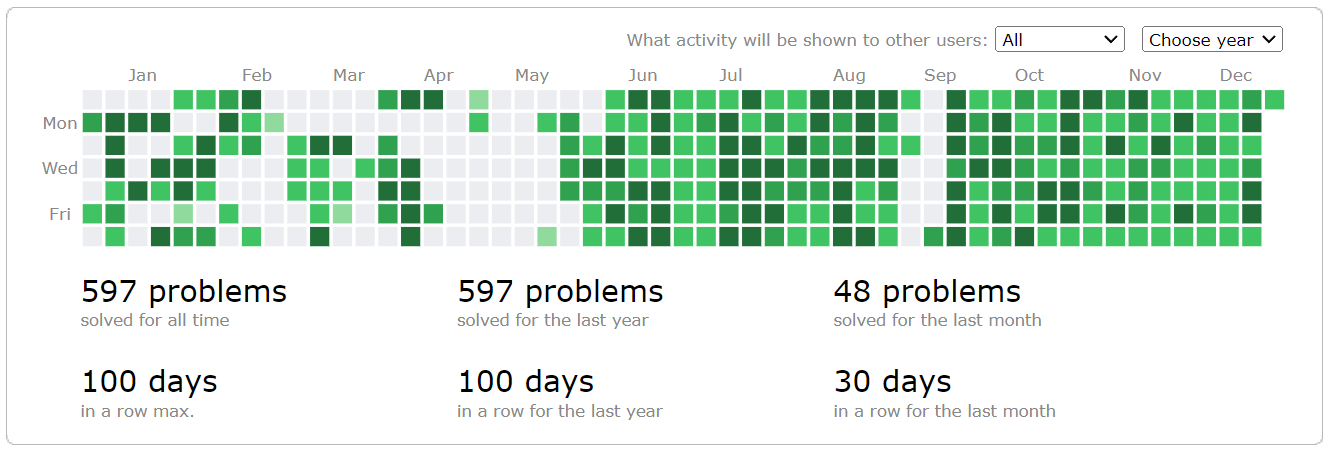 What activity will be shown to other users: All Choose year
Jan Feb Mar Apr May Jun Jul Aug Sep Oct Nov Dec
Mon
Wed
Fri
597 problems 597 problems 48 problems
solved for all time solved for the last year solved for the last month
100 days 100 days 30 days
in a row max. in a row for the last year in a row for the last month